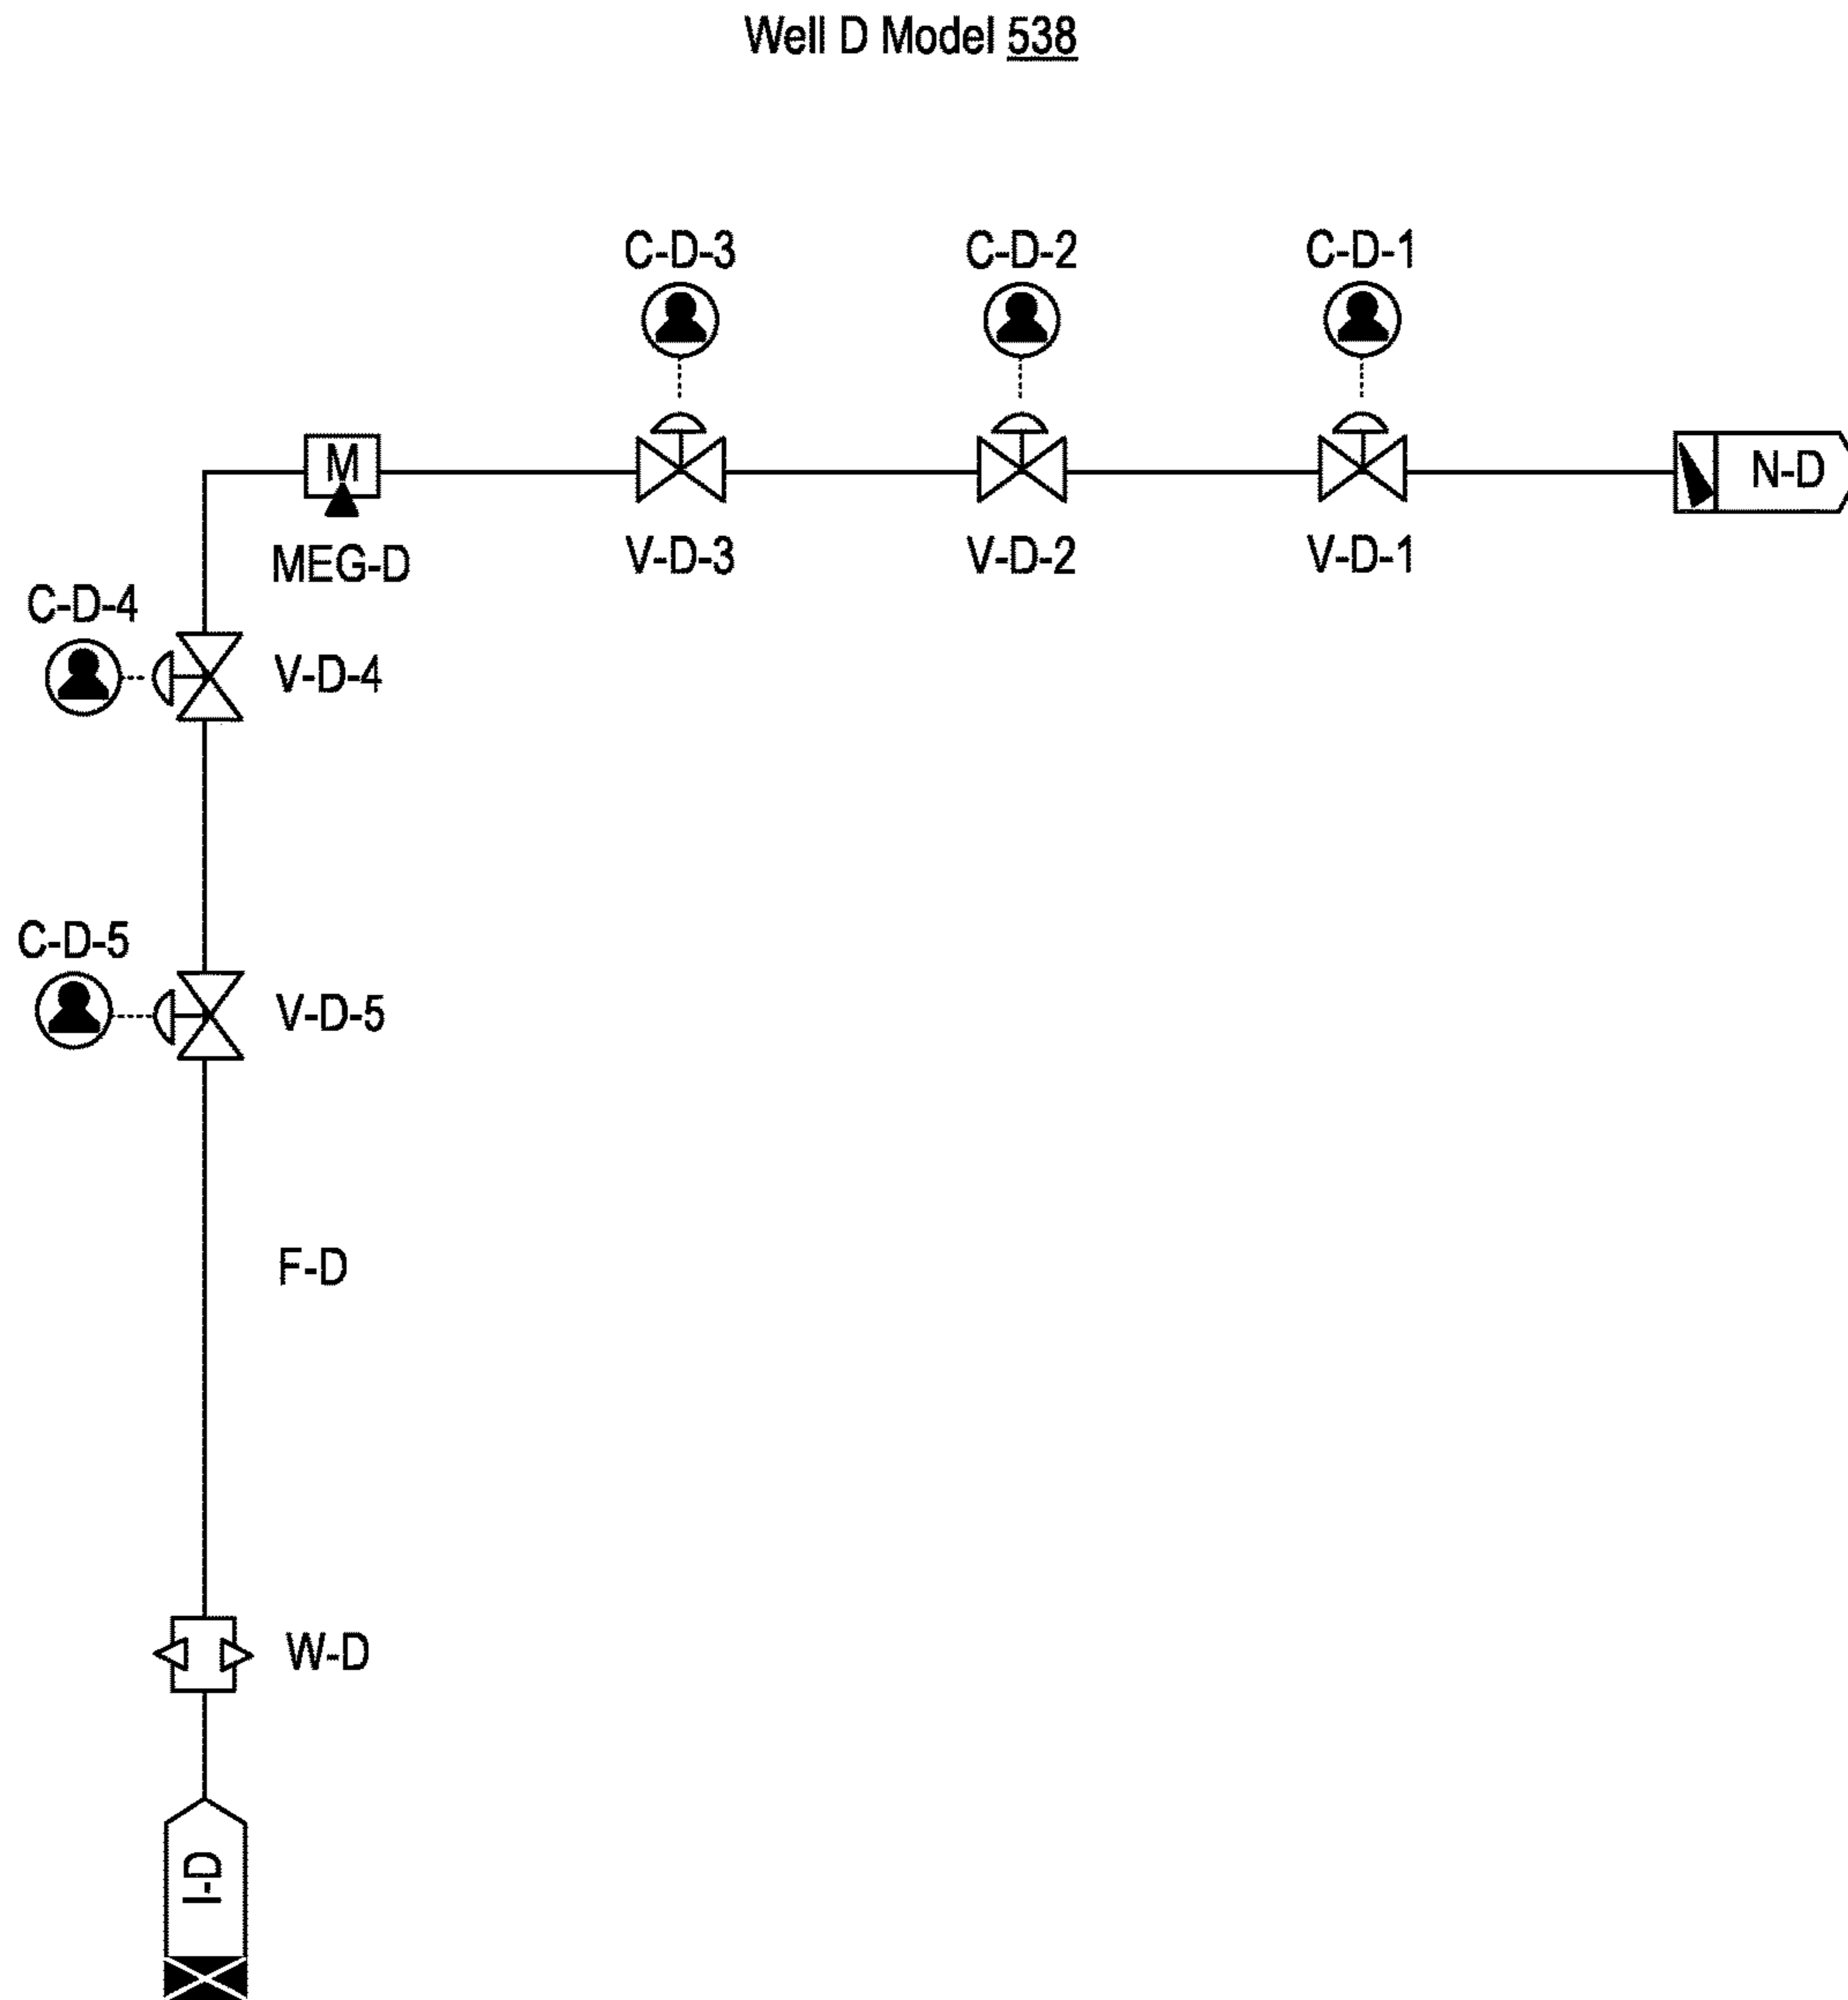 Well D Model 538
C-D-3 C-D-2 C-D-1
M
N-D
V-D-3 V-D-2 V-D-1
MEG-D
C-D-4
V-D-4
C-D-5
V-D-5
F-D
W-D
I-D